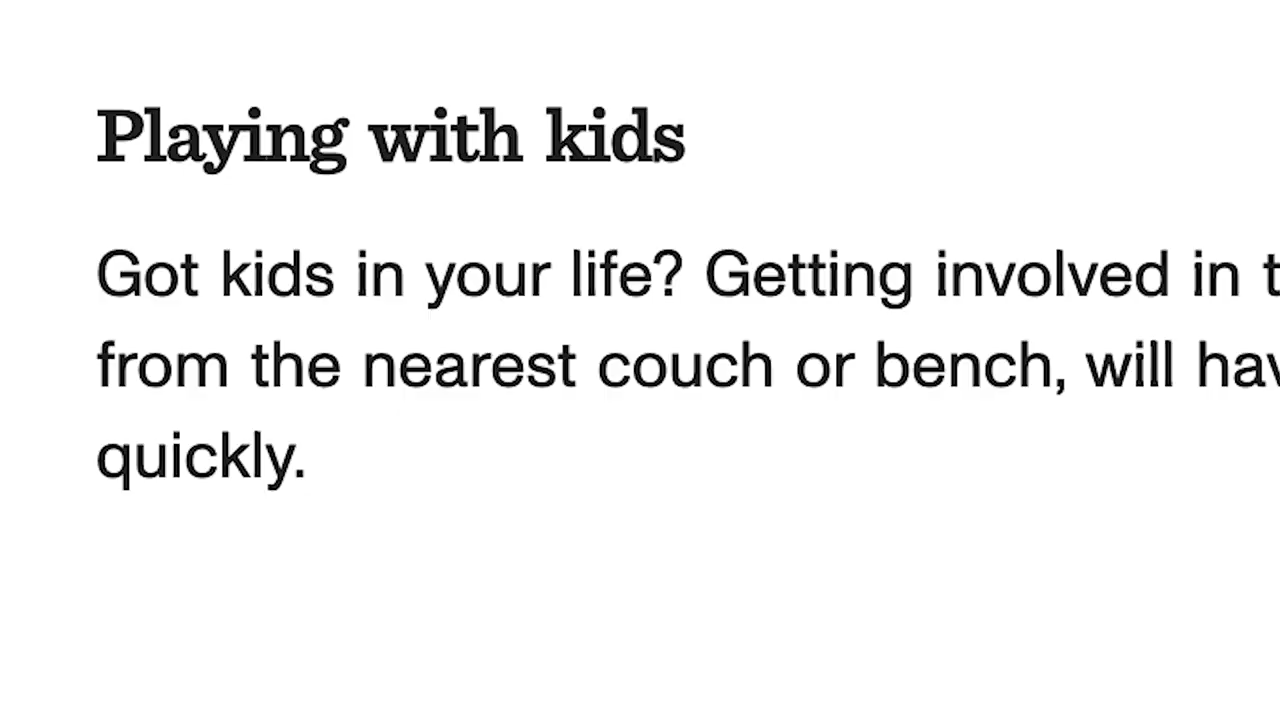 Playing with kids
Got kids in your life? Getting involved in
from the nearest couch or bench, will
quickly.